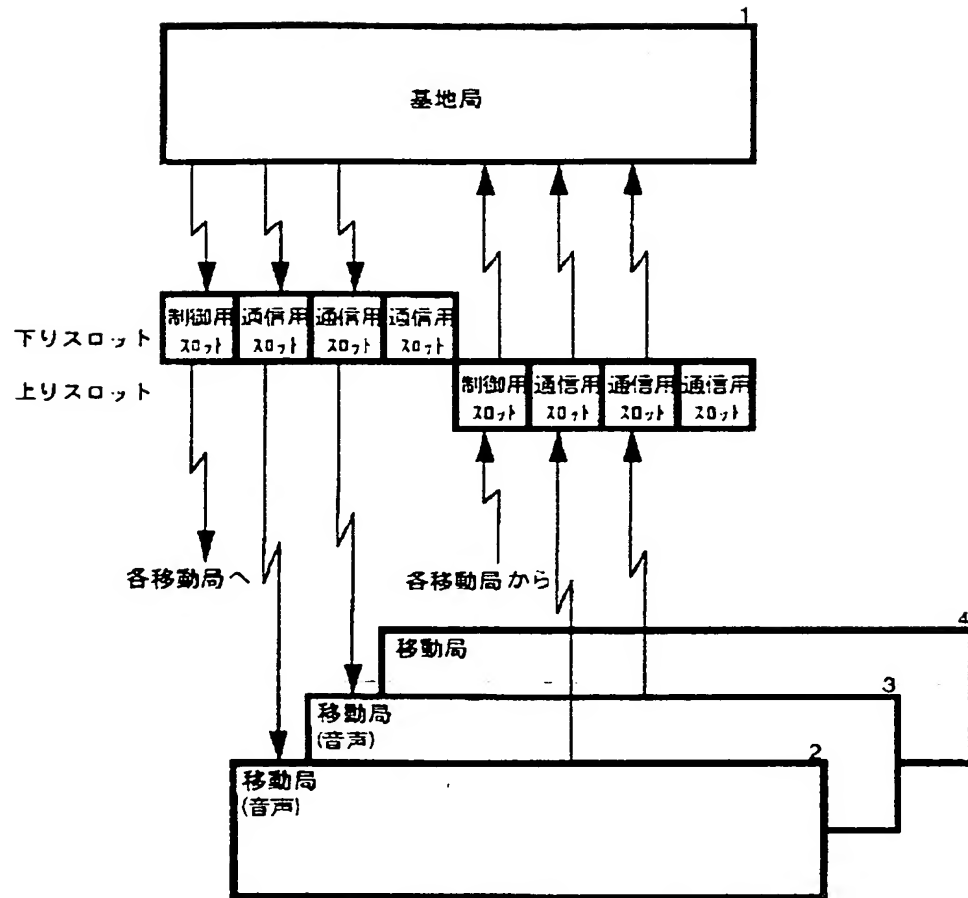 1
基地局
下りスロット
制御用スロット
通信用スロット
通信用スロット
通信用スロット
上りスロット
制御用スロット
通信用スロット
通信用スロット
通信用スロット
各移動局へ
各移動局から
4
移動局
3
移動局
(音声)
2
移動局
(音声)